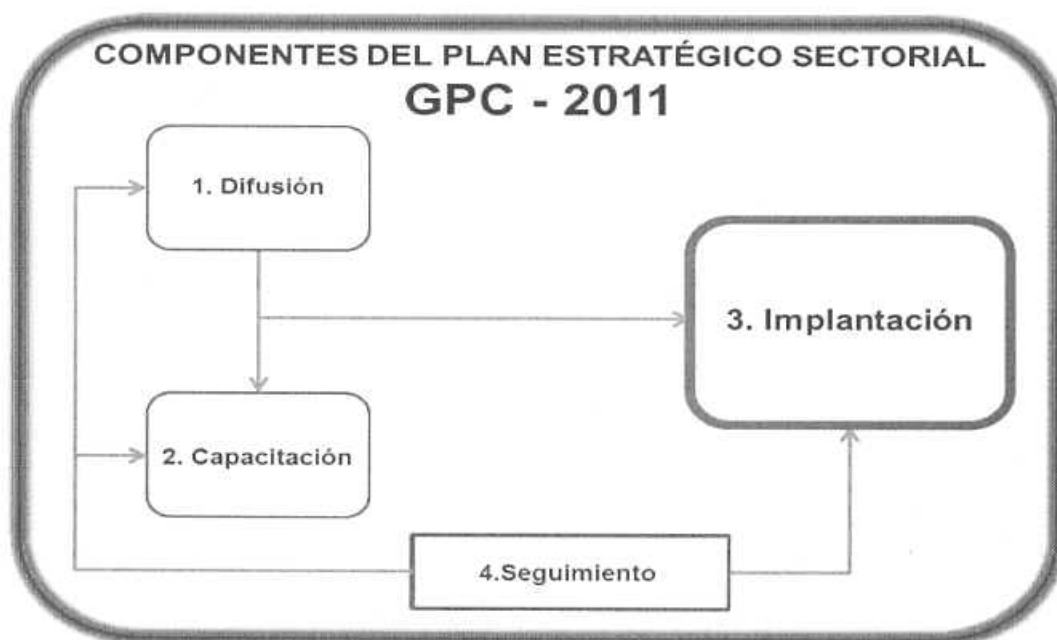 COMPONENTES DEL PLAN ESTRATÉGICO SECTORIAL
GPC - 2011
1. Difusión
3. Implantación
2. Capacitación
4.Seguimiento